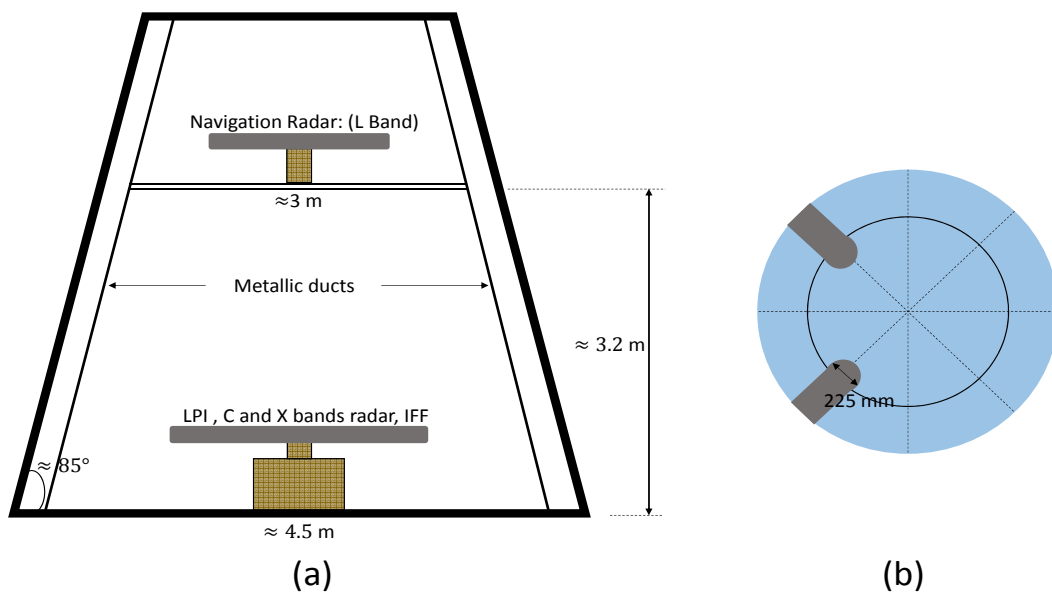 Navigation Radar: (L Band)
≈3 m
Metallic ducts
≈ 3.2 m
LPI , C and X bands radar, IFF
≈ 85°
≈ 4.5 m
(a)
225 mm
(b)